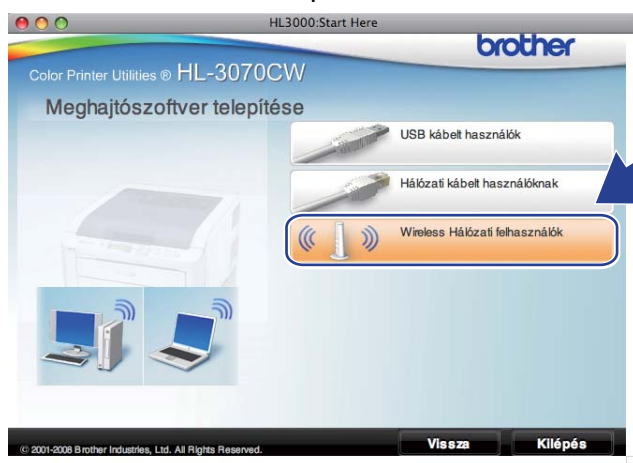 HL3000:Start Here
brother
Color Printer Utilities ® HL-3070CW
Meghajtószoftver telepítése
USB kábelt használók
Hálózati kábelt használóknak
Wireless Hálózati felhasználók
© 2001-2008 Brother Industries, Ltd. All Rights Reserved.
Vissza
Kilépés